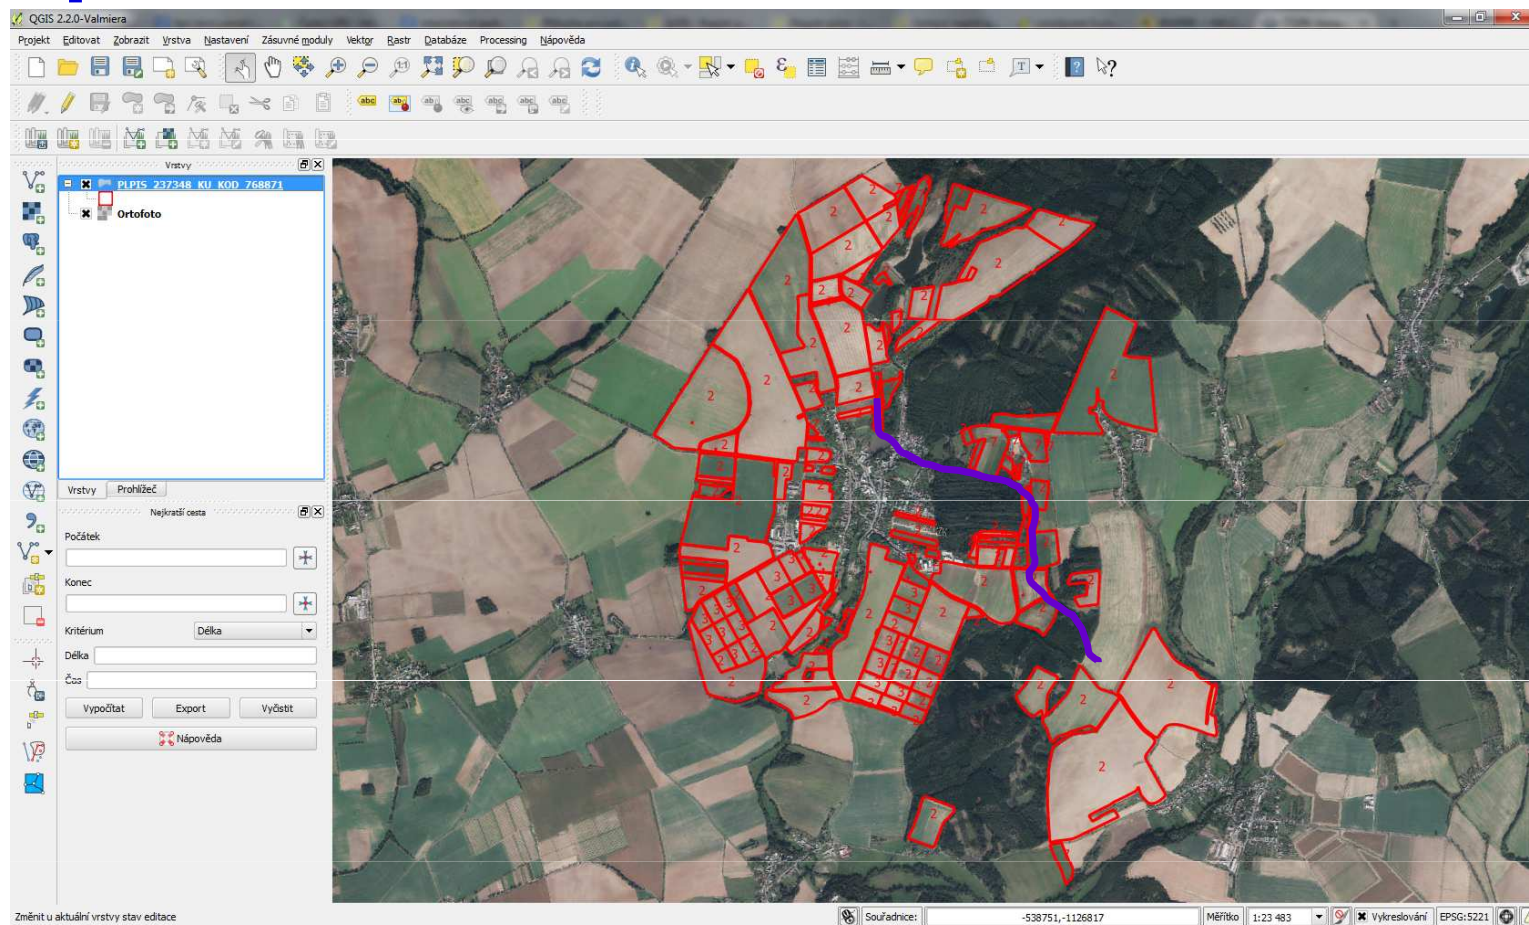 QGIS 2.2.0-Valmiera
Projekt Editovat Zobrazit Vrstva Nastavení Zásuvné moduly Vektor Rastr Databáze Processing Nápověda
Vrstvy
PLPIS_237348_KU_KOD_768871
Ortofoto
Vrstvy Prohlížeč
Nejkratší cesta
Počátek
Konec
Kritérium Délka
Délka
Čas
Vypočítat Export Vyčistit
Nápověda
Změnit u aktuální vrstvy stav editace
Souřadnice: -538751,-1126817 Měřítko 1:23 483 Vykreslování EPSG:5221